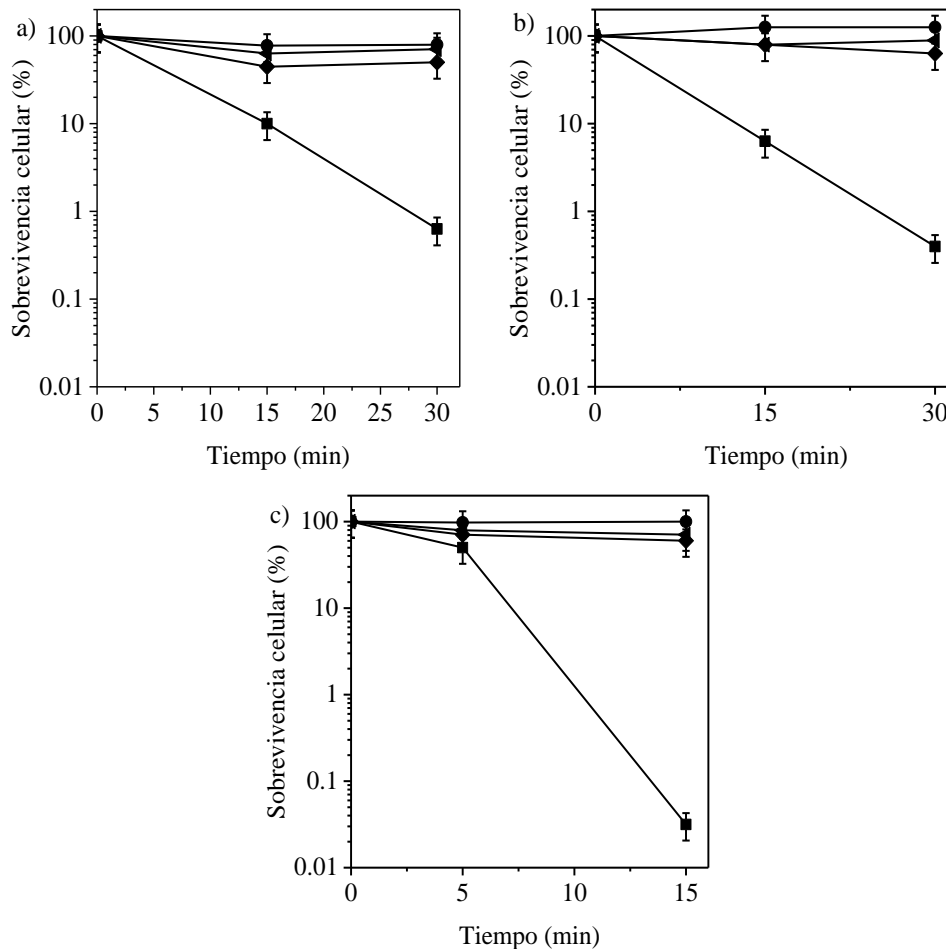 a)
Sobrevivencia celular (%)
100
10
1
0.1
0.01
0 5 10 15 20 25 30
Tiempo (min)
b)
Sobrevivencia celular (%)
100
10
1
0.1
0.01
0 15 30
Tiempo (min)
c)
Sobrevivencia celular (%)
100
10
1
0.1
0.01
0 5 10 15
Tiempo (min)